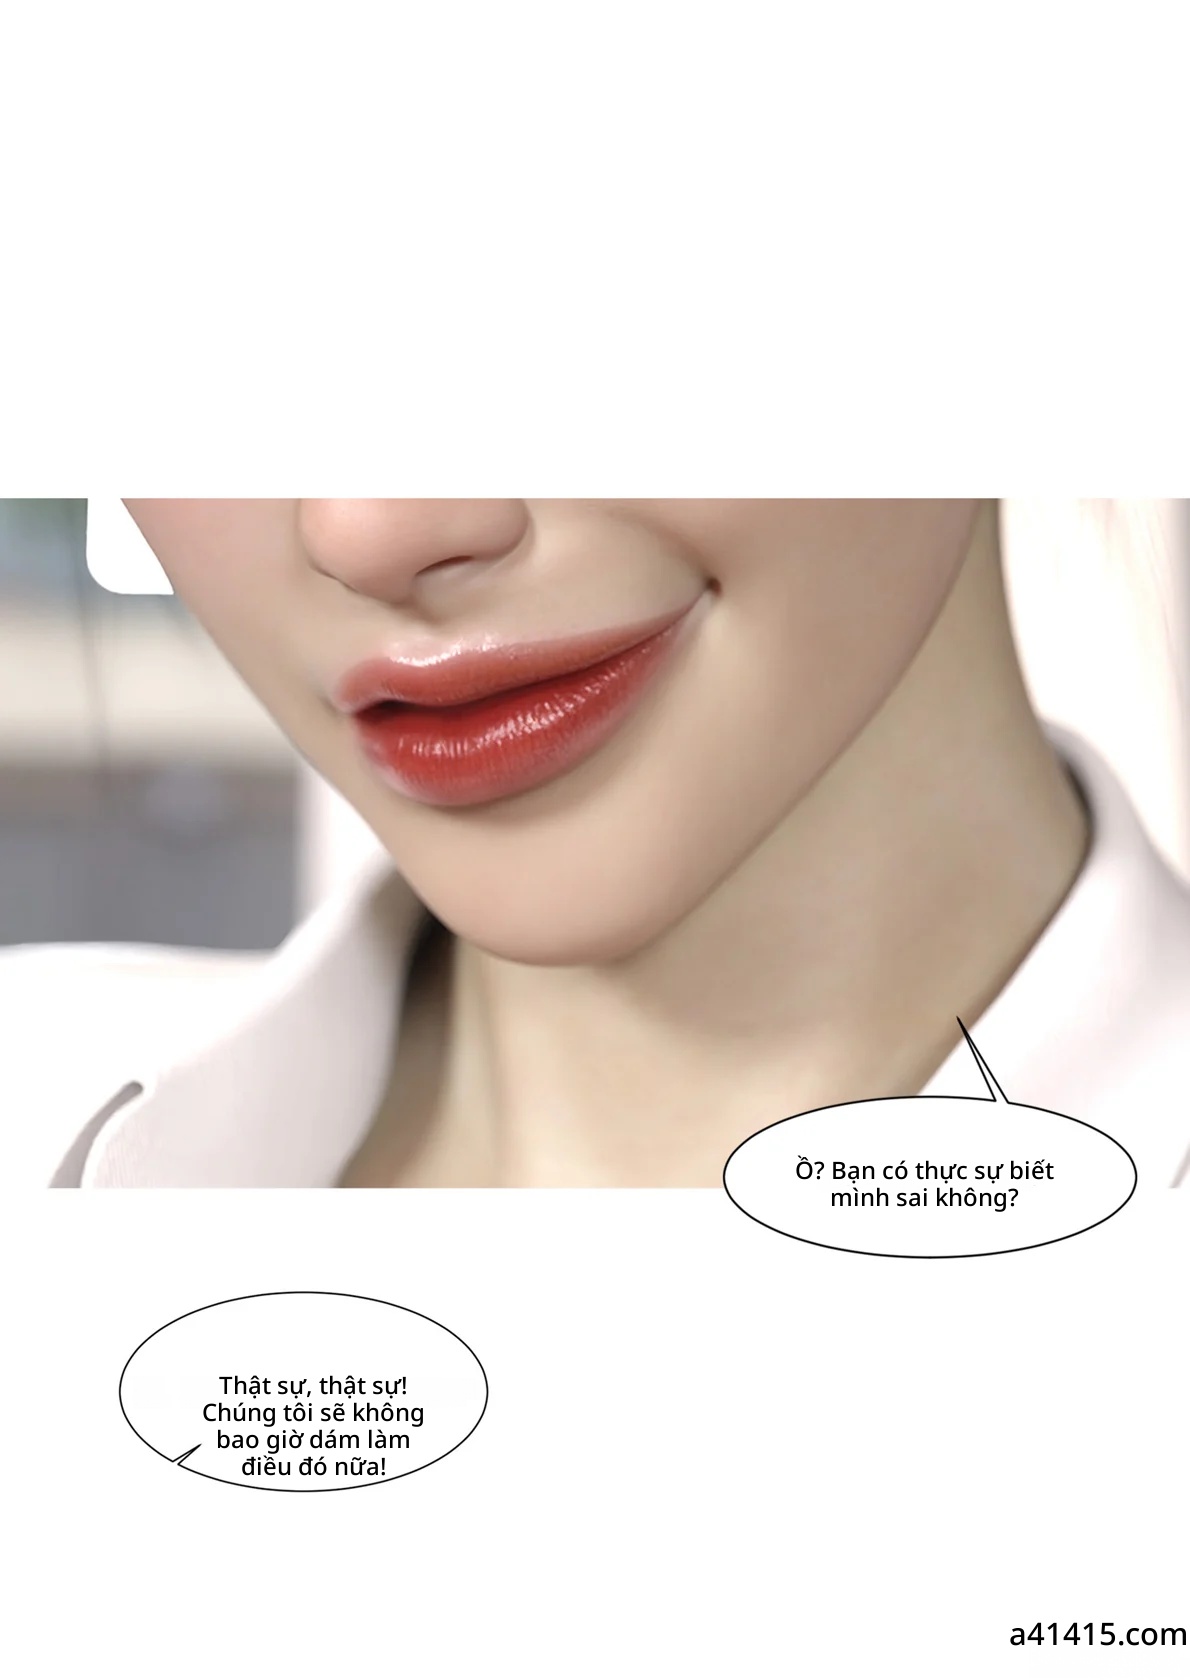 Ồ? Bạn có thực sự biết
mình sai không?
Thật sự, thật sự!
Chúng tôi sẽ không
bao giờ dám làm
điều đó nữa!
a41415.com